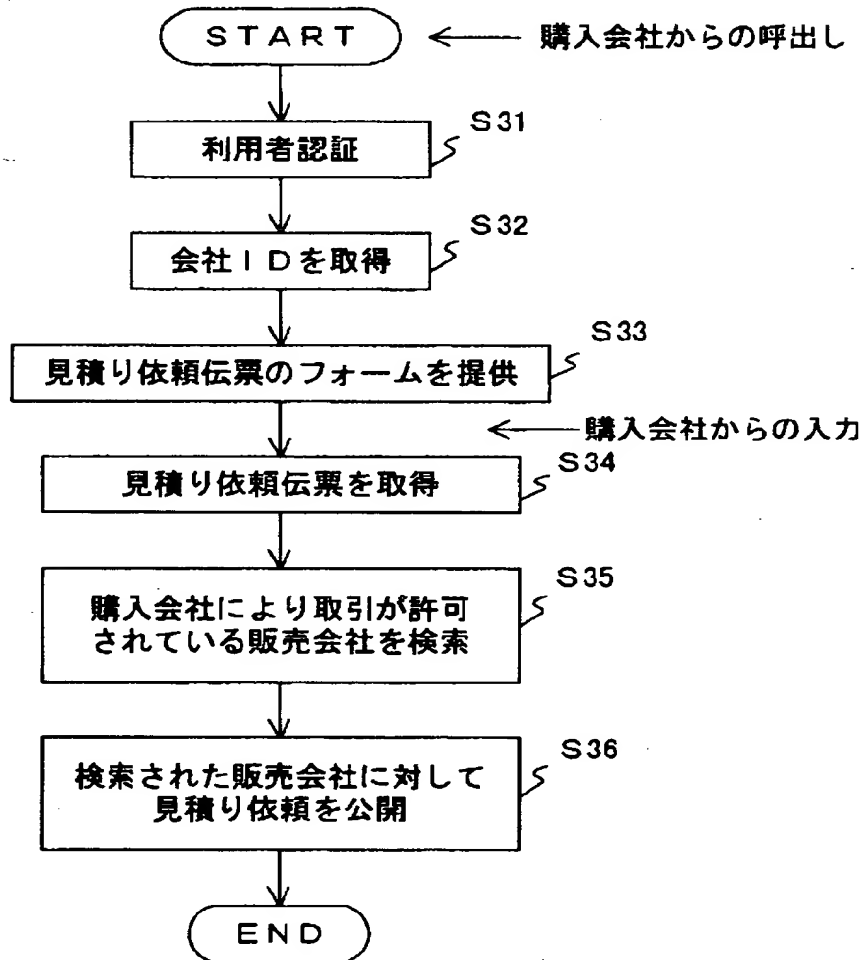 START
購入会社からの呼出し
S31
利用者認証
S32
会社IDを取得
S33
見積り依頼伝票のフォームを提供
購入会社からの入力
S34
見積り依頼伝票を取得
S35
購入会社により取引が許可
されている販売会社を検索
S36
検索された販売会社に対して
見積り依頼を公開
END